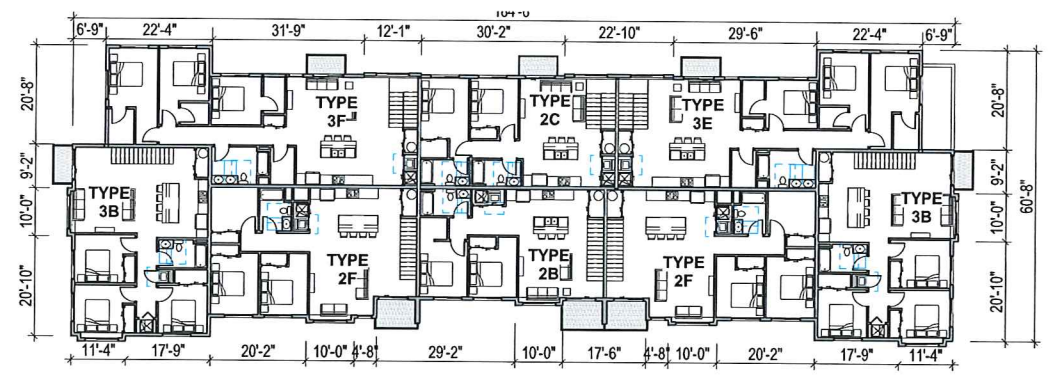 6'-9" 22'-4" 31'-9" 12'-1" 30'-2" 22'-10" 29'-6" 22'-4" 6'-9"
20'-8"
9'-2"
10'-0"
20'-10"
TYPE
3F
TYPE
2C
TYPE
3E
TYPE
3B
TYPE
3B
TYPE
2F
TYPE
2B
TYPE
2F
20'-8"
9'-2"
10'-0"
20'-10"
60'-8"
11'-4" 17'-9" 20'-2" 10'-0" 4'-8" 29'-2" 10'-0" 17'-6" 4'-8" 10'-0" 20'-2" 17'-9" 11'-4"